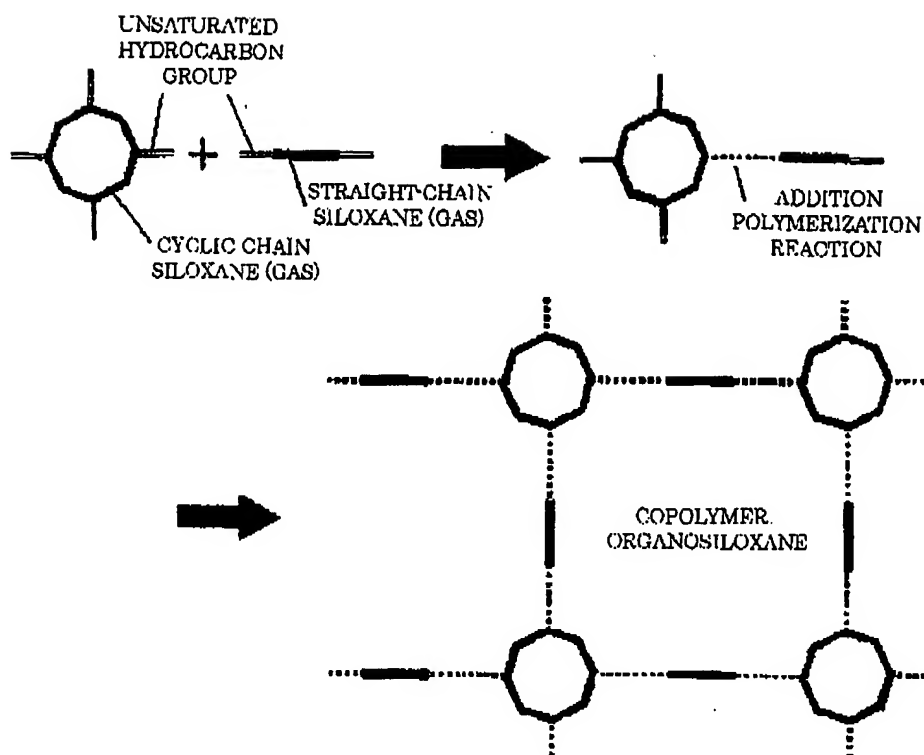 UNSATURATED
HYDROCARBON
GROUP
+
STRAIGHT-CHAIN
SILOXANE (GAS)
CYCLIC CHAIN
SILOXANE (GAS)
ADDITION
POLYMERIZATION
REACTION
COPOLYMER.
ORGANOSILOXANE